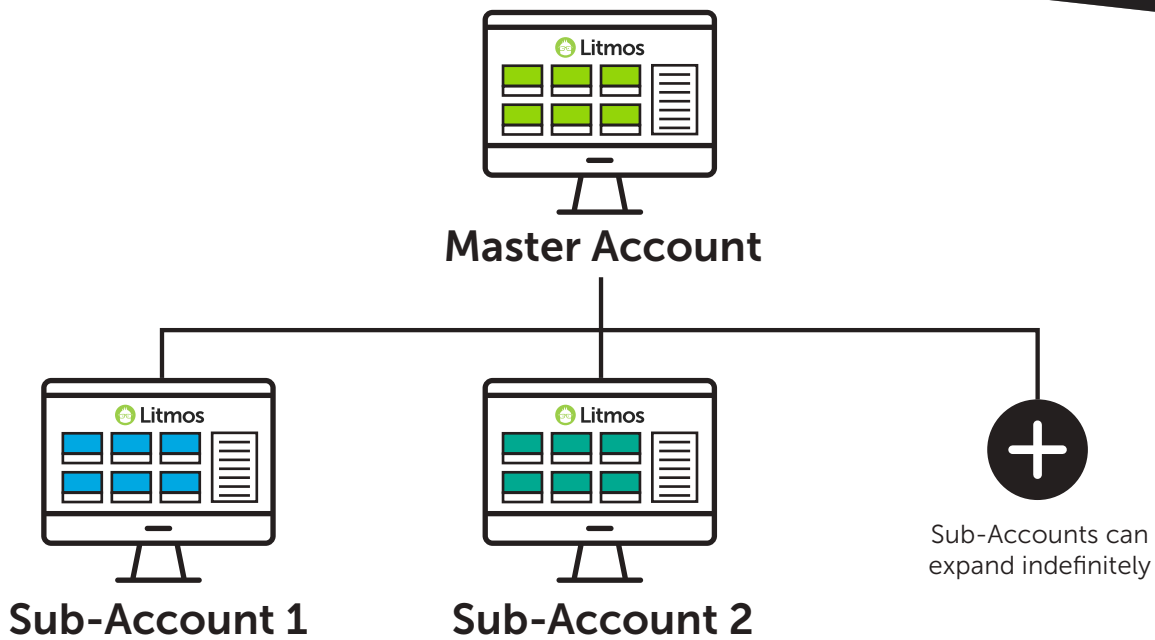 Litmos
Master Account
Litmos
Litmos
Sub-Accounts can
expand indefinitely
Sub-Account 1
Sub-Account 2